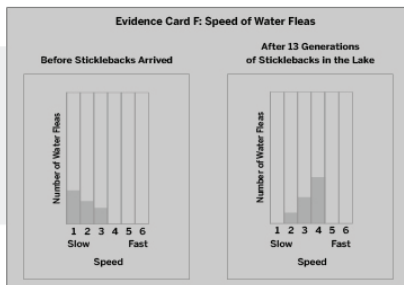 Evidence Card F: Speed of Water Fleas
Before Sticklebacks Arrived
Number of Water Fleas
1 2 3 4 5 6
Slow Fast
Speed
After 13 Generations
of Sticklebacks in the Lake
Number of Water Fleas
1 2 3 4 5 6
Slow Fast
Speed